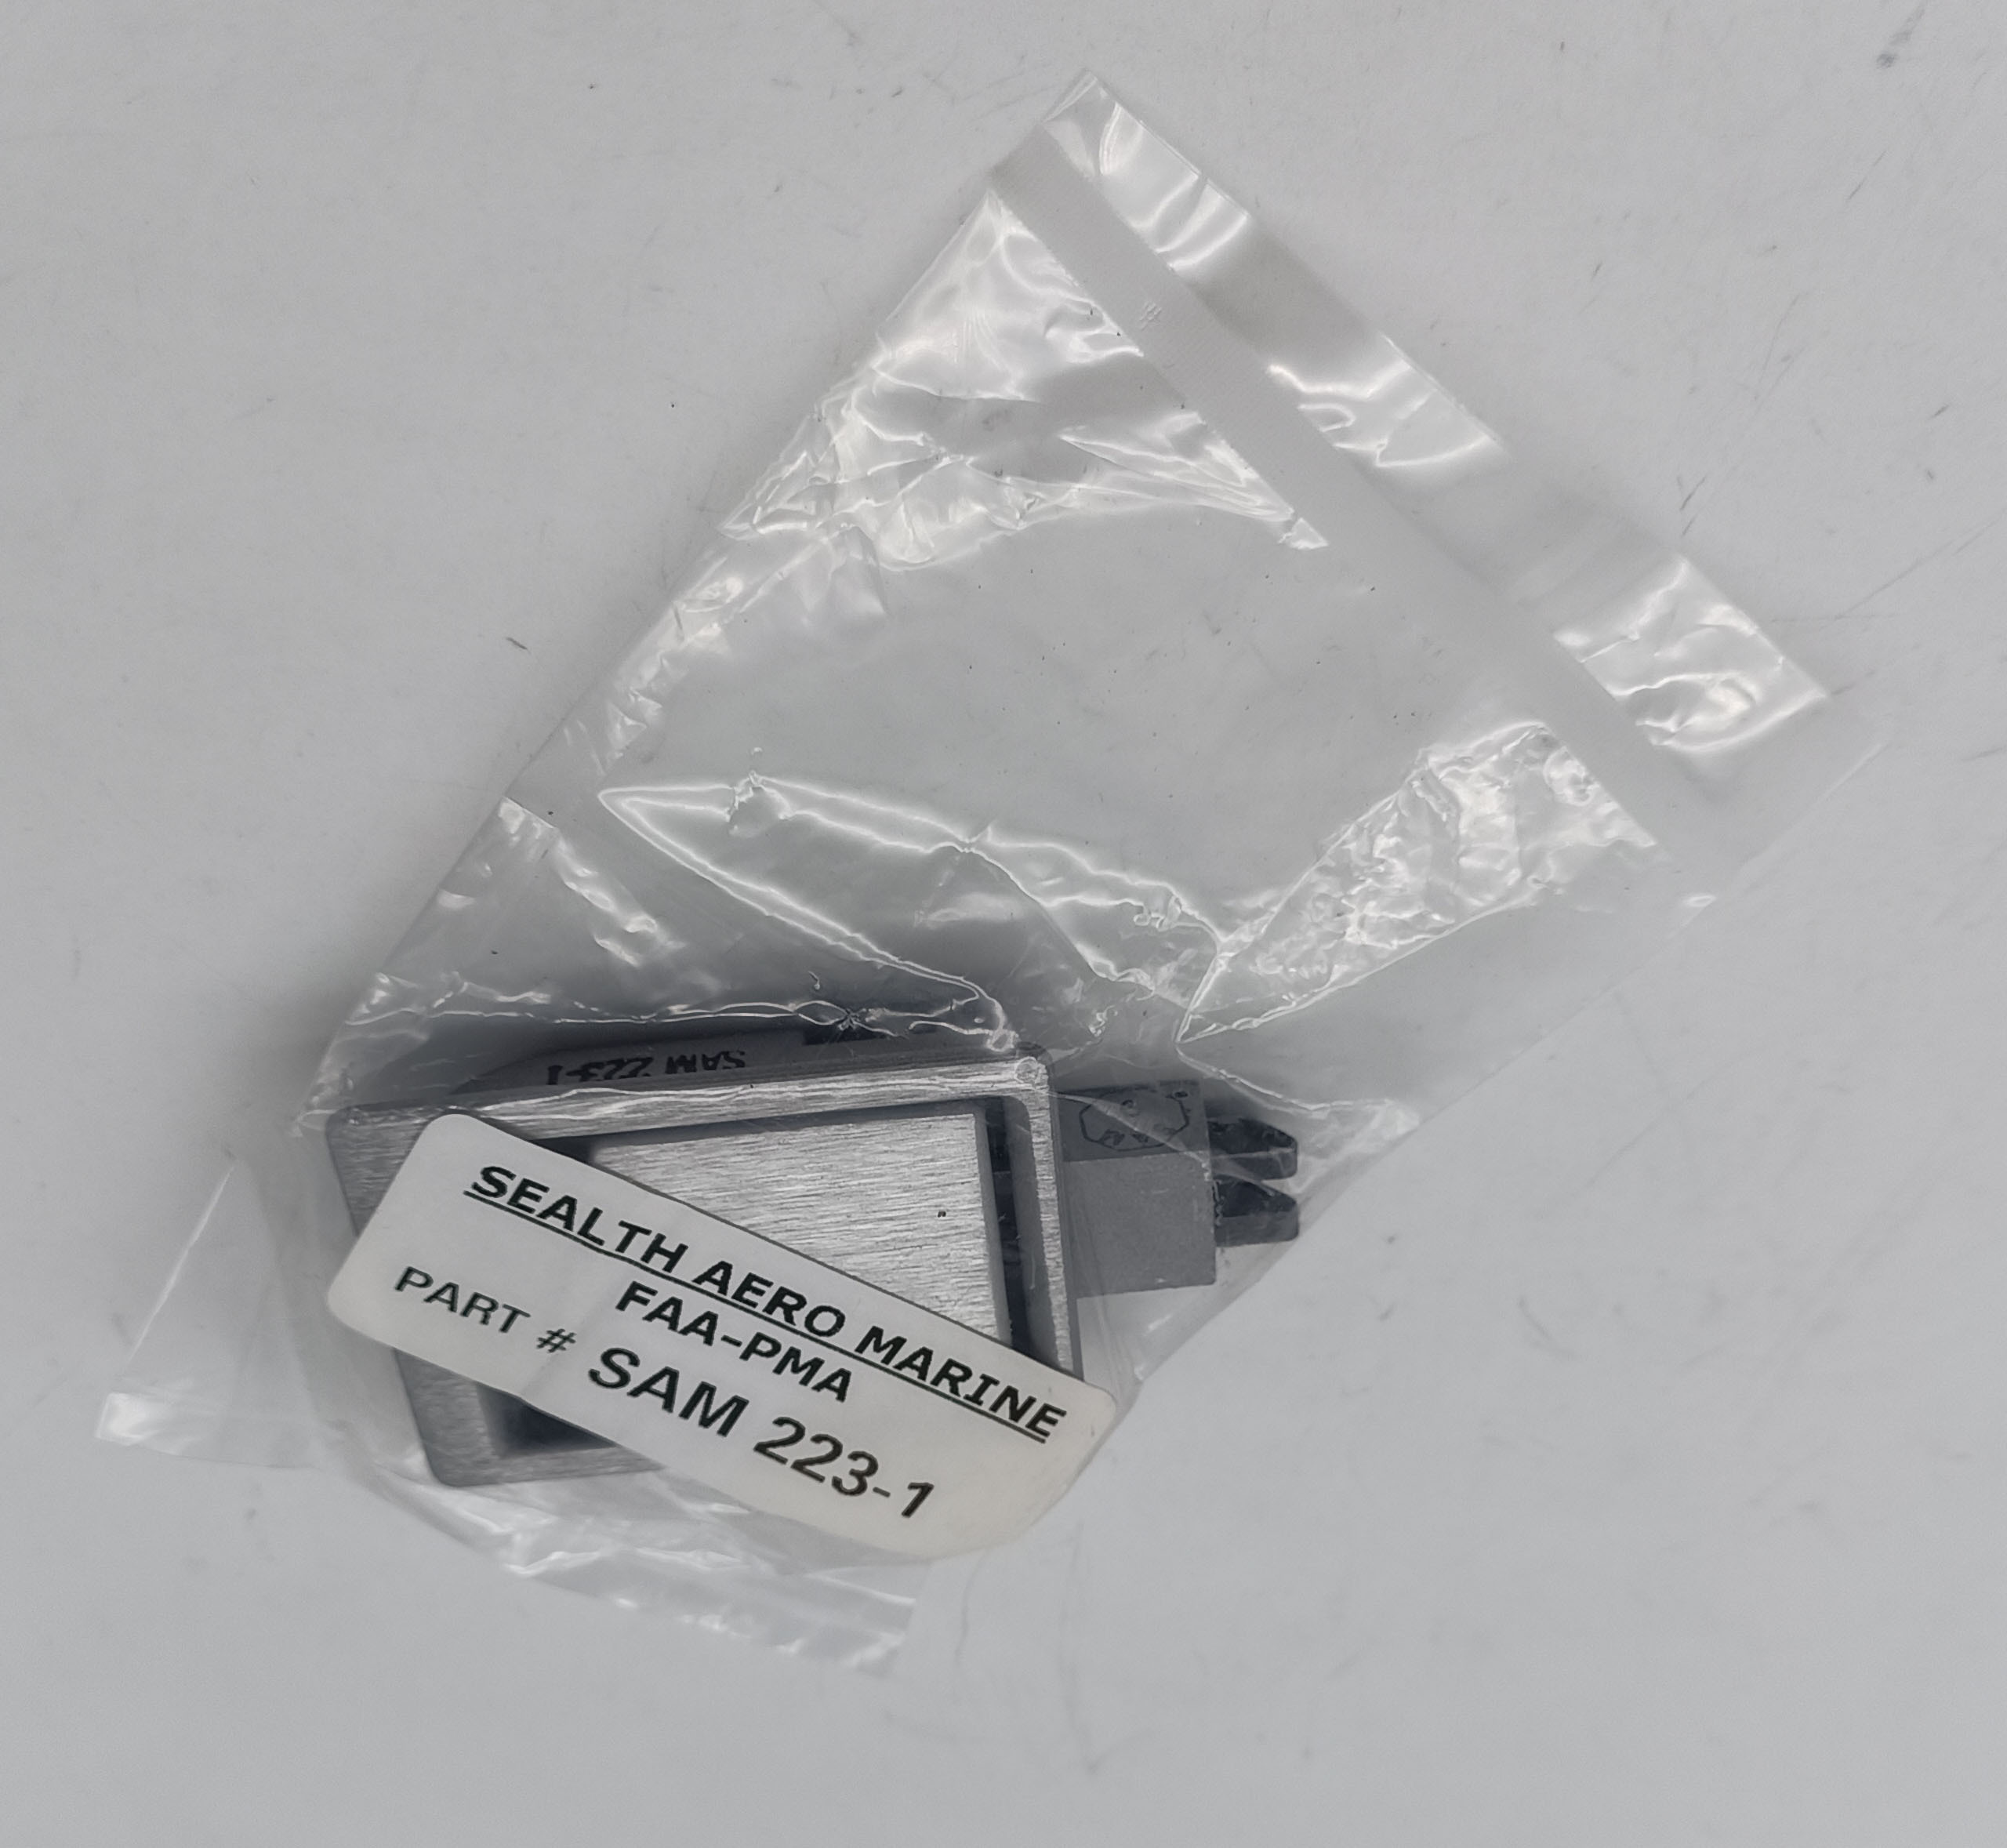 SAM 223-1
SEALTH AERO MARINE
FAA-PMA
PART # SAM 223-1